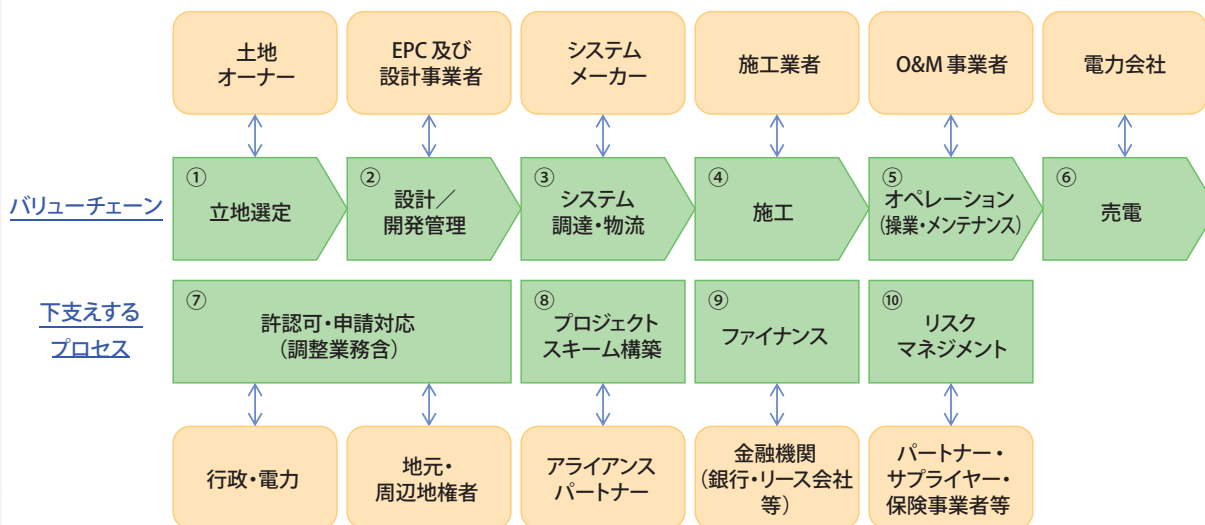 土地
オーナー
EPC 及び
設計事業者
システム
メーカー
施工業者
O&M 事業者
電力会社
バリューチェーン
①
立地選定
②
設計／
開発管理
③
システム
調達・物流
④
施工
⑤
オペレーション
(操業・メンテナンス)
⑥
売電
下支えする
プロセス
⑦
許認可・申請対応
（調整業務含）
⑧
プロジェクト
スキーム構築
⑨
ファイナンス
⑩
リスク
マネジメント
行政・電力
地元・
周辺地権者
アライアンス
パートナー
金融機関
（銀行・リース会社
等）
パートナー・
サプライヤー・
保険事業者等